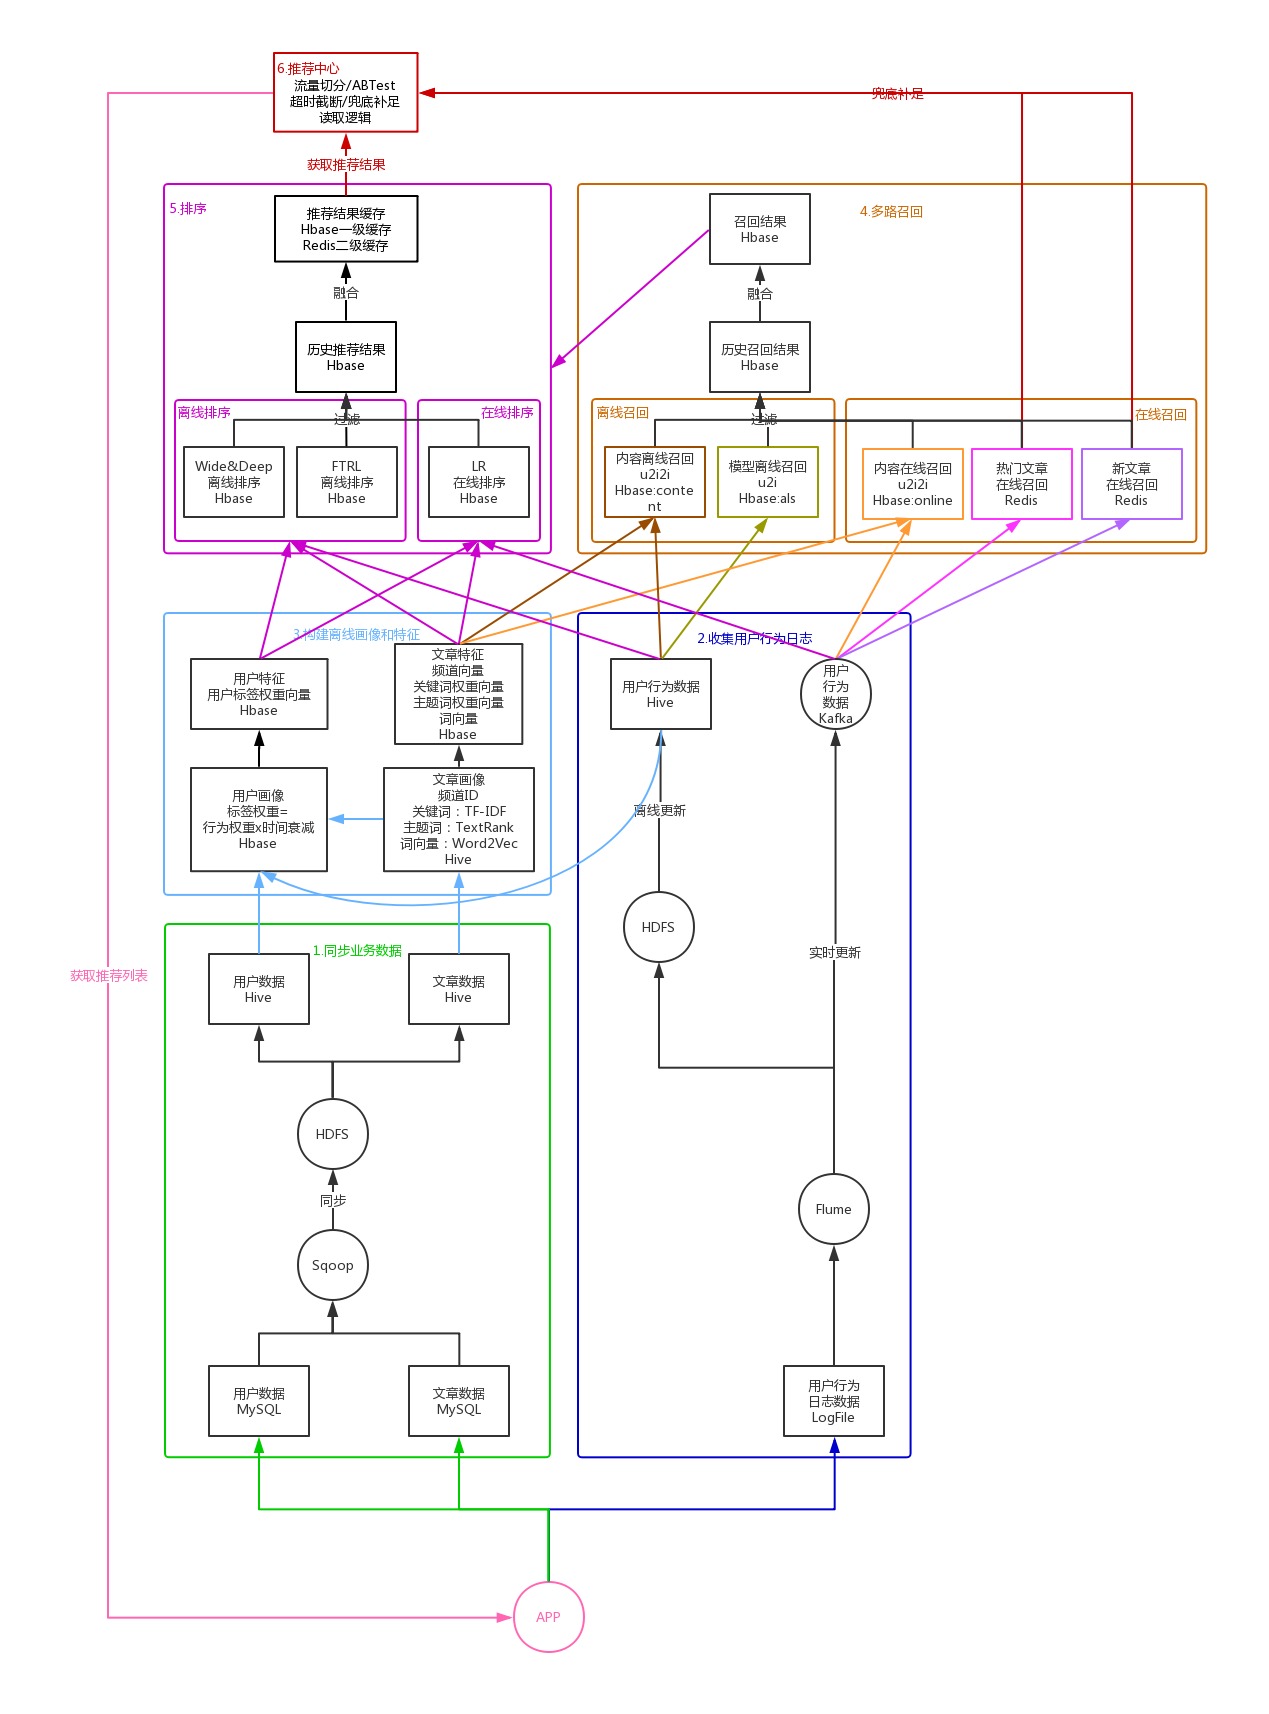 6.推荐中心
流量切分/ABTest
超时截断/兜底补足
读取逻辑
兜底补足
获取推荐结果
5.排序
推荐结果缓存
Hbase一级缓存
Redis二级缓存
融合
历史推荐结果
Hbase
离线排序
过滤
在线排序
Wide&Deep
离线排序
Hbase
FTRL
离线排序
Hbase
LR
在线排序
Hbase
4.多路召回
召回结果
Hbase
融合
历史召回结果
Hbase
离线召回
过滤
在线召回
内容离线召回
u2i2i
Hbase:conte
nt
模型离线召回
u2i
Hbase:als
内容在线召回
u2i2i
Hbase:online
热门文章
在线召回
Redis
新文章
在线召回
Redis
3.构建离线画像和特征
用户特征
用户标签权重向量
Hbase
文章特征
频道向量
关键词权重向量
主题词权重向量
词向量
Hbase
用户画像
标签权重=
行为权重x时间衰减
Hbase
文章画像
频道ID
关键词：TF-IDF
主题词：TextRank
词向量：Word2Vec
Hive
2.收集用户行为日志
用户行为数据
Hive
用户
行为
数据
Kafka
离线更新
HDFS
实时更新
Flume
用户行为
日志数据
LogFile
1.同步业务数据
用户数据
Hive
文章数据
Hive
HDFS
同步
Sqoop
用户数据
MySQL
文章数据
MySQL
获取推荐列表
APP